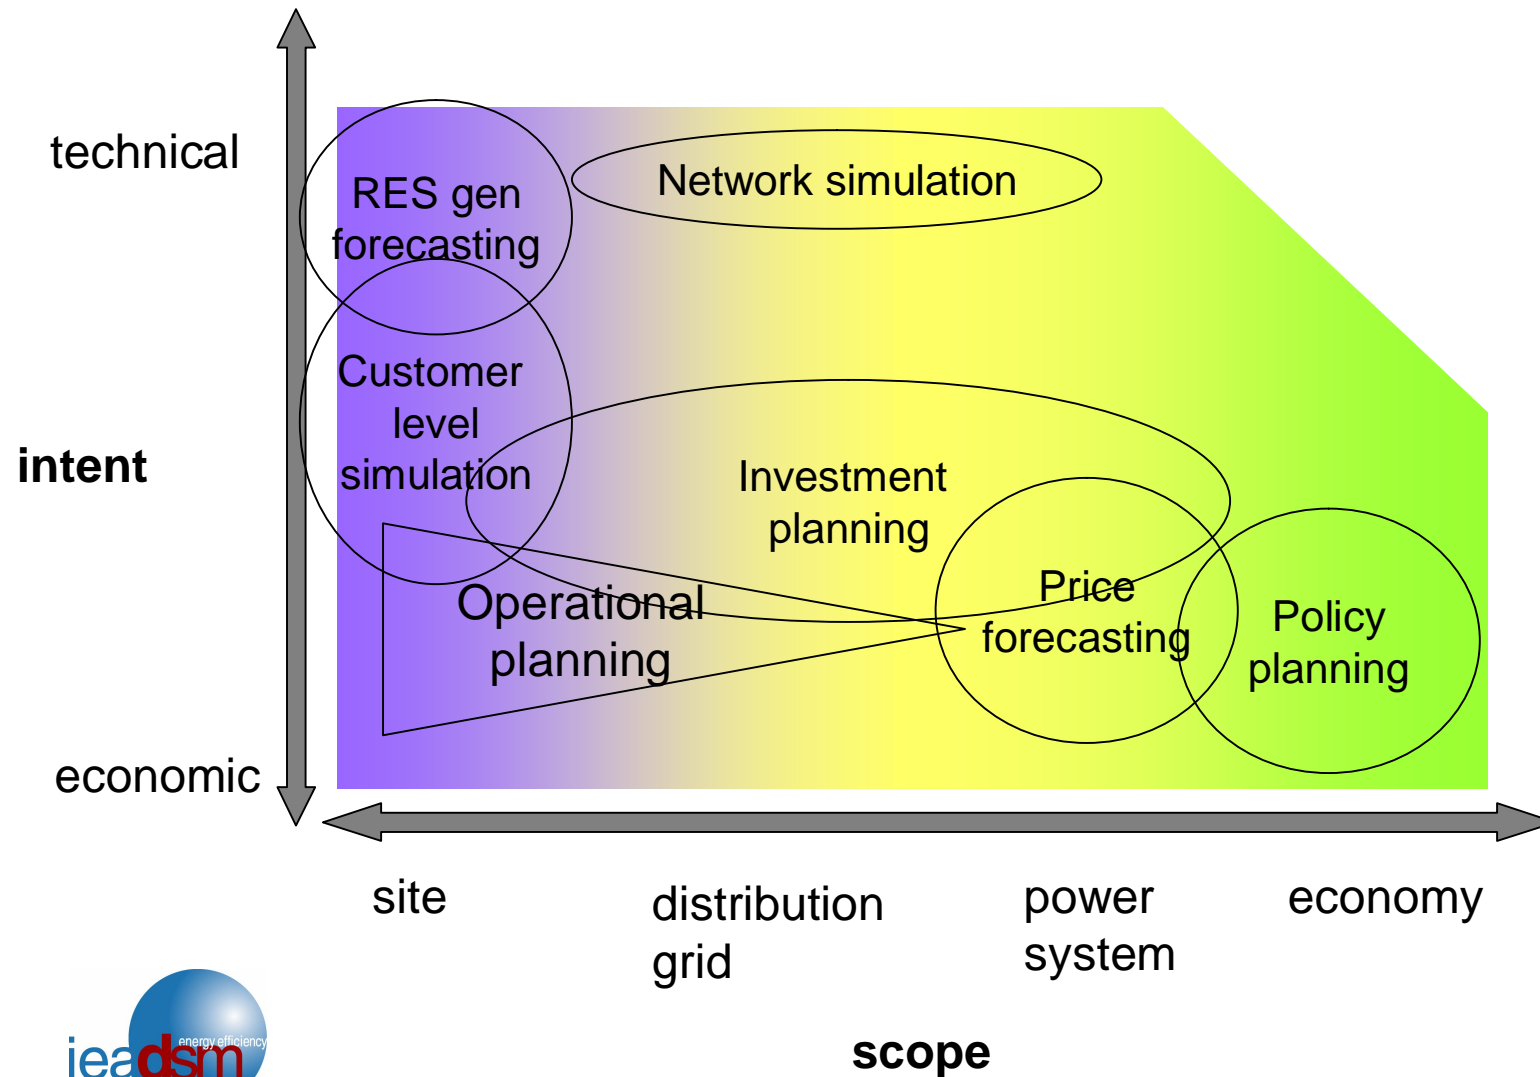 technical
RES gen
forecasting
Network simulation
Customer
level
simulation
intent
Investment
planning
Operational
planning
Price
forecasting
Policy
planning
economic
site
distribution
grid
power
system
economy
energy efficiency
ieadsm
scope